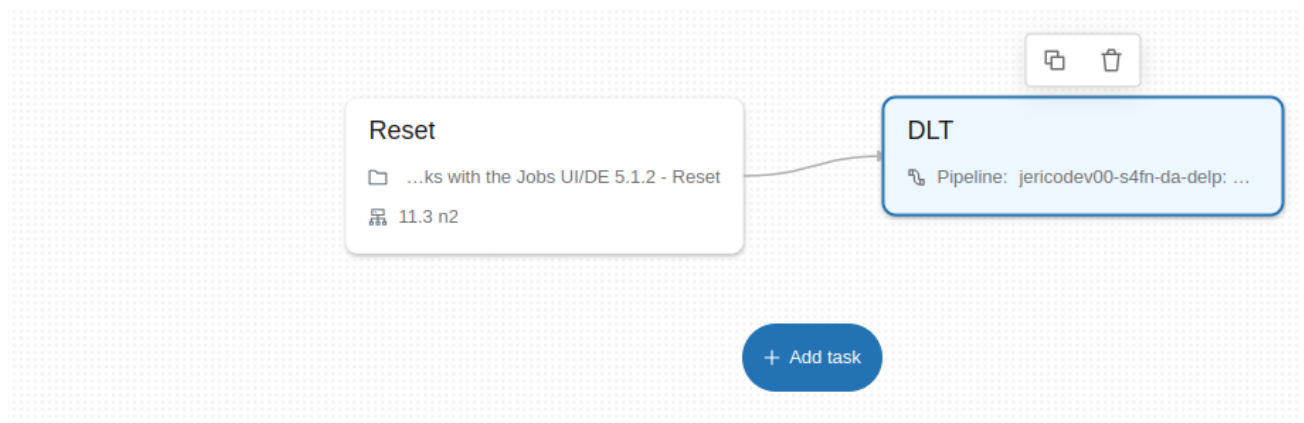 Reset
...ks with the Jobs UI/DE 5.1.2 - Reset
11.3 n2
DLT
Pipeline: jericodev00-s4fn-da-delp: ...
+ Add task